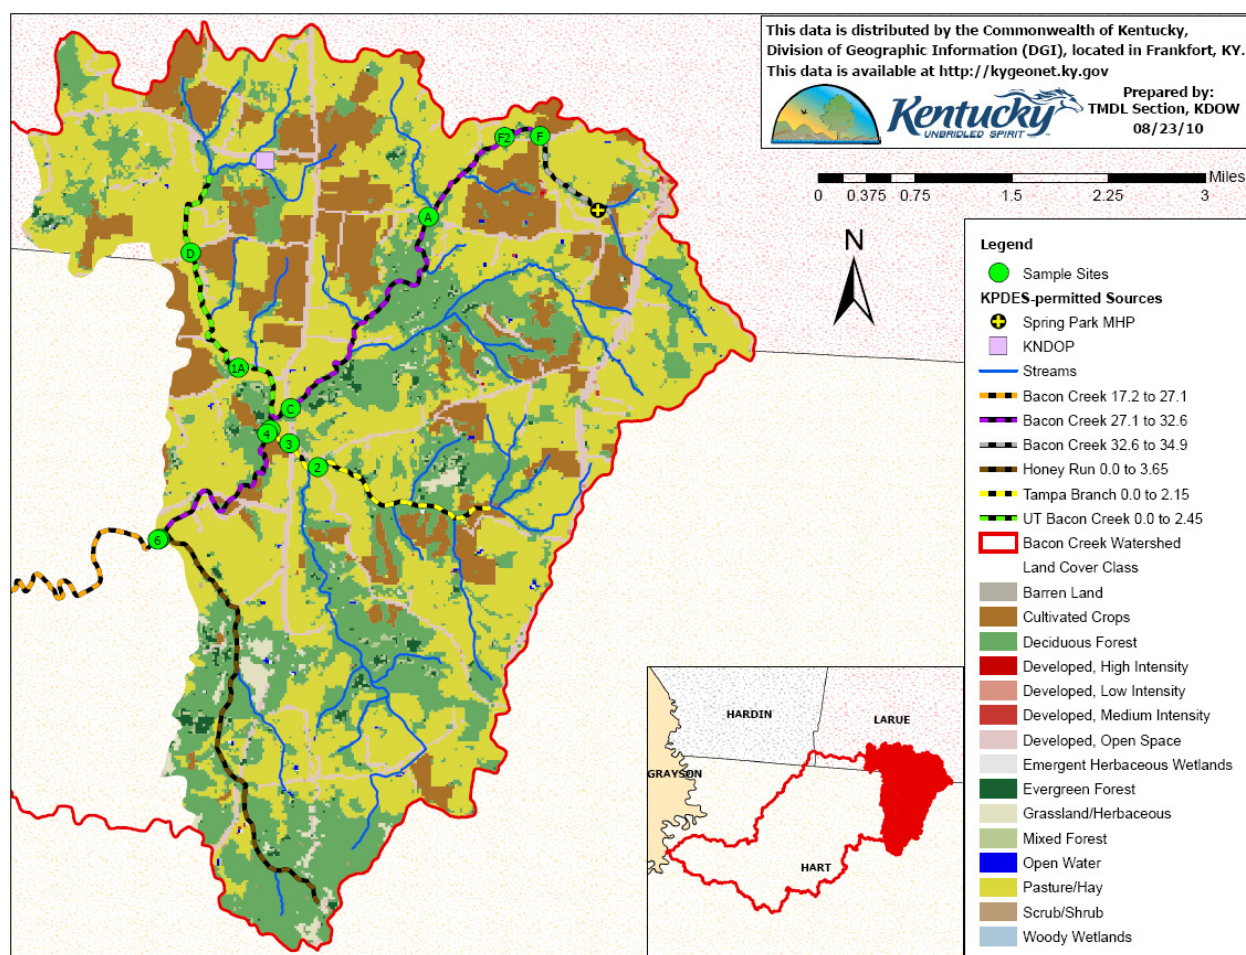 This data is distributed by the Commonwealth of Kentucky,
Division of Geographic Information (DGI), located in Frankfort, KY.
This data is available at http://kygeonet.ky.gov
Kentucky
UNBRIDLED SPIRIT
Prepared by:
TMDL Section, KDOW
08/23/10
Miles
0 0.375 0.75 1.5 2.25 3
N
F2
F
A
D
1A
C
4
3
2
6
Legend
Sample Sites
KPDES-permitted Sources
Spring Park MHP
KNDOP
Streams
Bacon Creek 17.2 to 27.1
Bacon Creek 27.1 to 32.6
Bacon Creek 32.6 to 34.9
Honey Run 0.0 to 3.65
Tampa Branch 0.0 to 2.15
UT Bacon Creek 0.0 to 2.45
Bacon Creek Watershed
Land Cover Class
Barren Land
Cultivated Crops
Deciduous Forest
Developed, High Intensity
Developed, Low Intensity
Developed, Medium Intensity
Developed, Open Space
Emergent Herbaceous Wetlands
Evergreen Forest
Grassland/Herbaceous
Mixed Forest
Open Water
Pasture/Hay
Scrub/Shrub
Woody Wetlands
HARDIN
LARUE
GRAYSON
HART